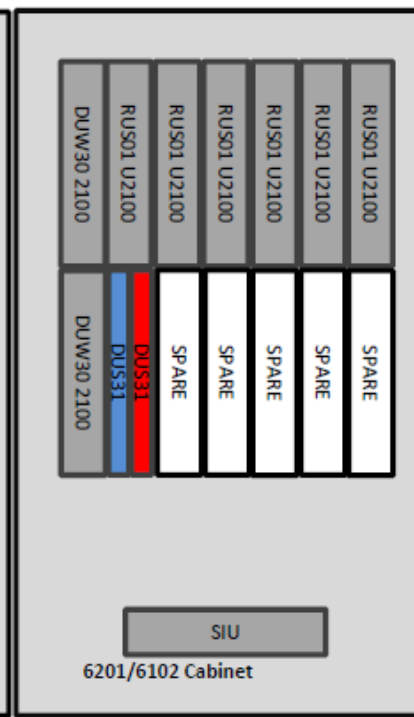 DUW30 2100
RUS01 U2100
RUS01 U2100
RUS01 U2100
RUS01 U2100
RUS01 U2100
RUS01 U2100
DUW30 2100
DUS31
DUS31
SPARE
SPARE
SPARE
SPARE
SPARE
SIU
6201/6102 Cabinet